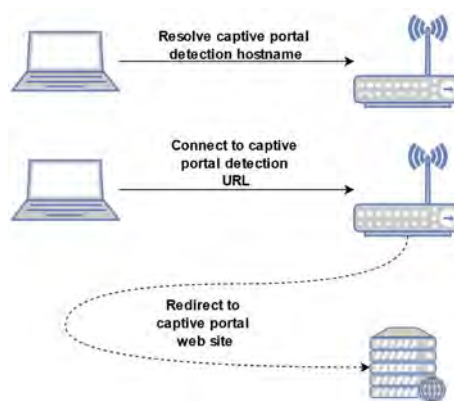 Resolve captive portal
detection hostname
Connect to captive
portal detection
URL
Redirect to
captive portal
web site